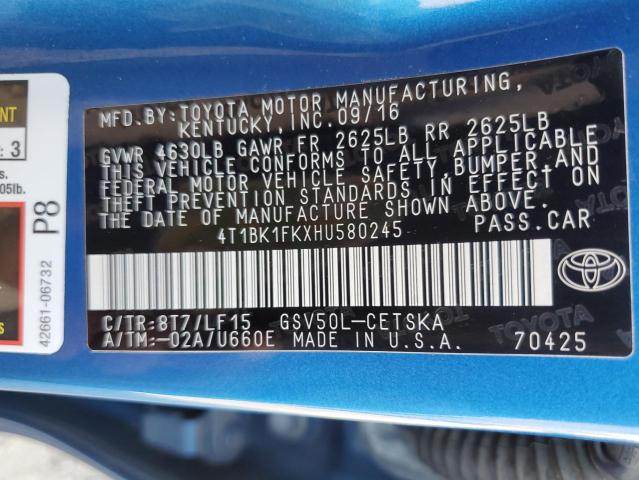 MFD.BY:TOYOTA MOTOR MANUFACTURING,
KENTUCKY, INC. 09/16
GVWR 4630LB GAWR FR 2625LB RR 2625LB
THIS VEHICLE CONFORMS TO ALL APPLICABLE
FEDERAL MOTOR VEHICLE SAFETY,BUMPER,AND
THEFT PREVENTION STANDARDS IN EFFECT ON
THE DATE OF MANUFACTURE SHOWN ABOVE.
4T1BK1FKXHU580245 PASS.CAR
TOYOTA
C/TR:8T7/LF15 GSV50L-CETSKA
A/TM:-02A/U660E MADE IN U.S.A. 70425
: 3
s.
05lb.
P8
42661-06732